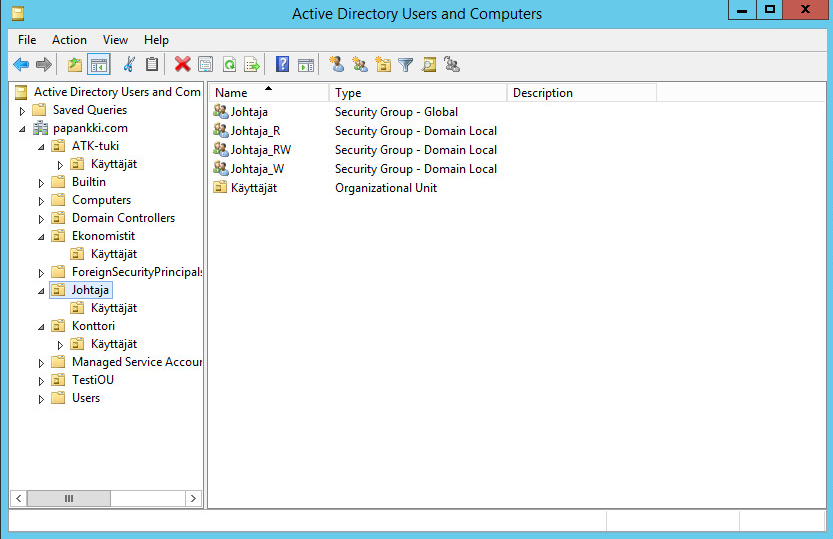 Active Directory Users and Computers
File Action View Help
Active Directory Users and Com
Saved Queries
papankki.com
ATK-tuki
Käyttäjät
Builtin
Computers
Domain Controllers
Ekonomistit
Käyttäjät
ForeignSecurityPrincipals
Johtaja
Käyttäjät
Konttori
Käyttäjät
Managed Service Accour
TestiOU
Users
Name Type Description
Johtaja Security Group - Global
Johtaja_R Security Group - Domain Local
Johtaja_RW Security Group - Domain Local
Johtaja_W Security Group - Domain Local
Käyttäjät Organizational Unit